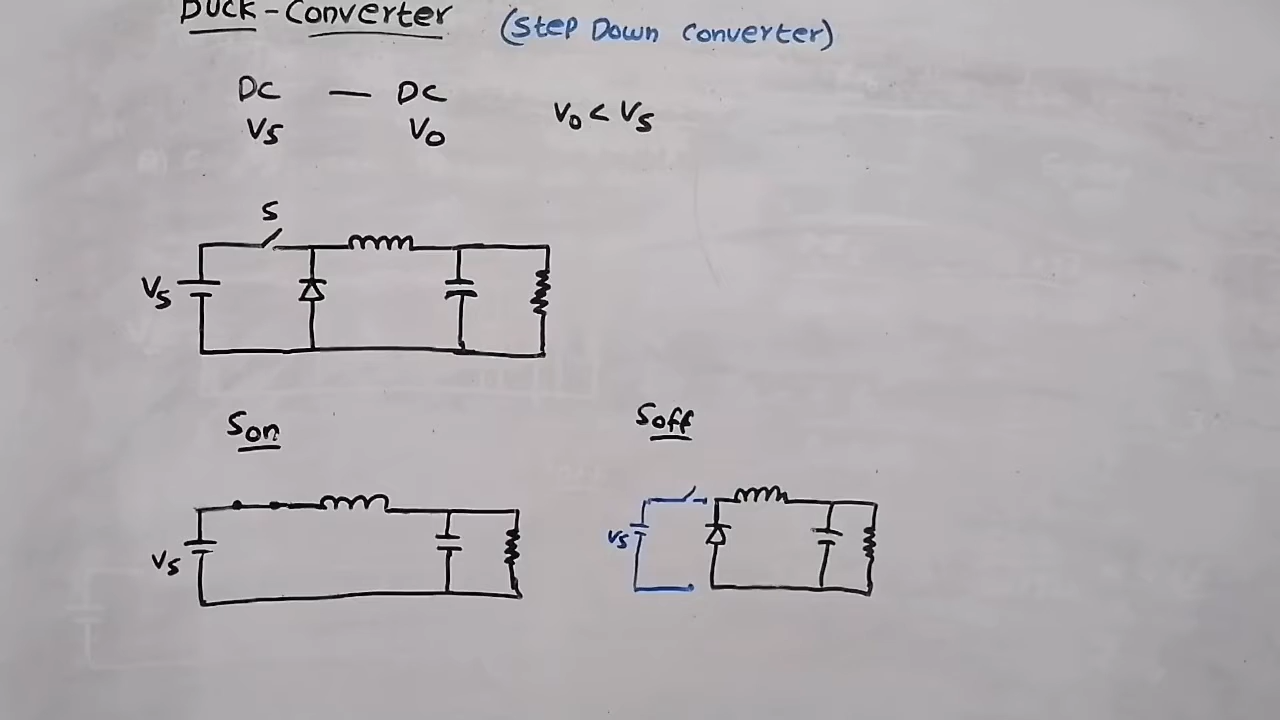 Buck-Converter (Step Down Converter)
DC — DC
Vs Vo Vo < Vs
S
Vs
Son
Soff
Vs
Vs